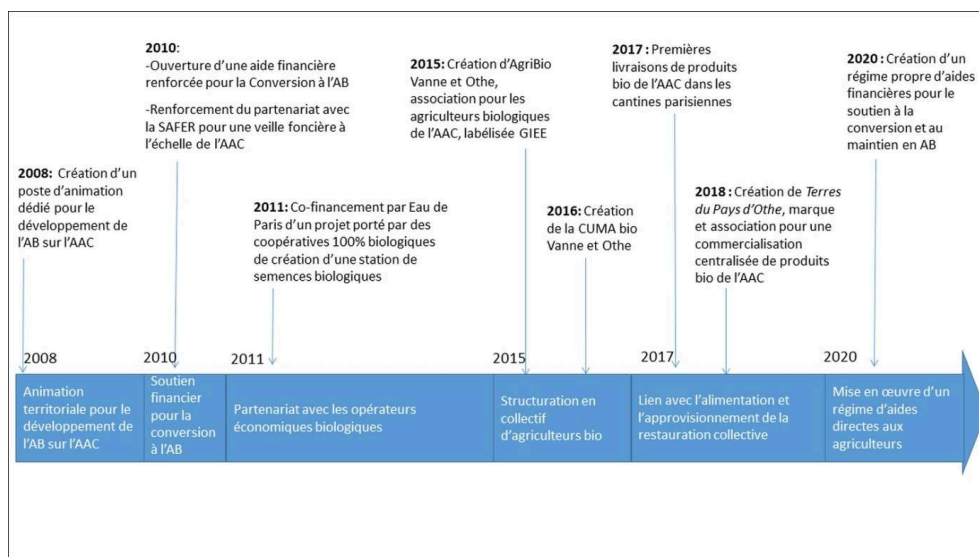 2008: Création d'un
poste d'animation
dédié pour le
développement de
l'AB sur l'AAC
2010:
-Ouverture d'une aide financière
renforcée pour la Conversion à l'AB
-Renforcement du partenariat avec
la SAFER pour une veille foncière à
l'échelle de l'AAC
2011: Co-financement par Eau de
Paris d'un projet porté par des
coopératives 100% biologiques
de création d'une station de
semences biologiques
2015: Création d'AgriBio
Vanne et Othe,
association pour les
agriculteurs biologiques
de l'AAC, labélisée GIEE
2016: Création
de la CUMA bio
Vanne et Othe
2017 : Premières
livraisons de produits
bio de l'AAC dans les
cantines parisiennes
2018 : Création de Terres
du Pays d'Othe, marque
et association pour une
commercialisation
centralisée de produits
bio de l'AAC
2020 : Création d'un
régime propre d'aides
financières pour le
soutien à la
conversion et au
maintien en AB
2008
2010
2011
2015
2017
2020
Animation
territoriale pour le
développement de
l'AB sur l'AAC
Soutien
financier
pour la
conversion
à l'AB
Partenariat avec les opérateurs
économiques biologiques
Structuration en
collectif
d'agriculteurs bio
Lien avec l'alimentation et
l'approvisionnement de la
restauration collective
Mise en œuvre d'un
régime d'aides
directes aux
agriculteurs